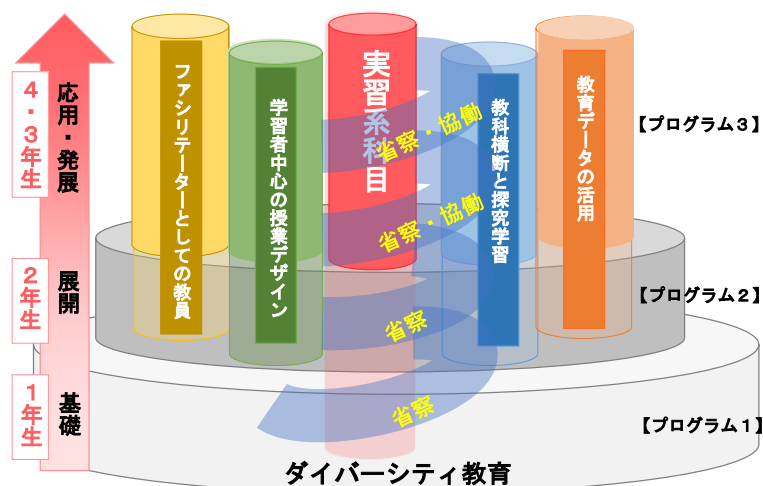 ４・３年生
応用・発展
２年生
展開
１年生
基礎
ファシリテーターとしての教員
学習者中心の授業デザイン
実習系科目
教科横断と探究学習
教育データの活用
省察・協働
省察・協働
省察
省察
【プログラム３】
【プログラム２】
【プログラム１】
ダイバーシティ教育